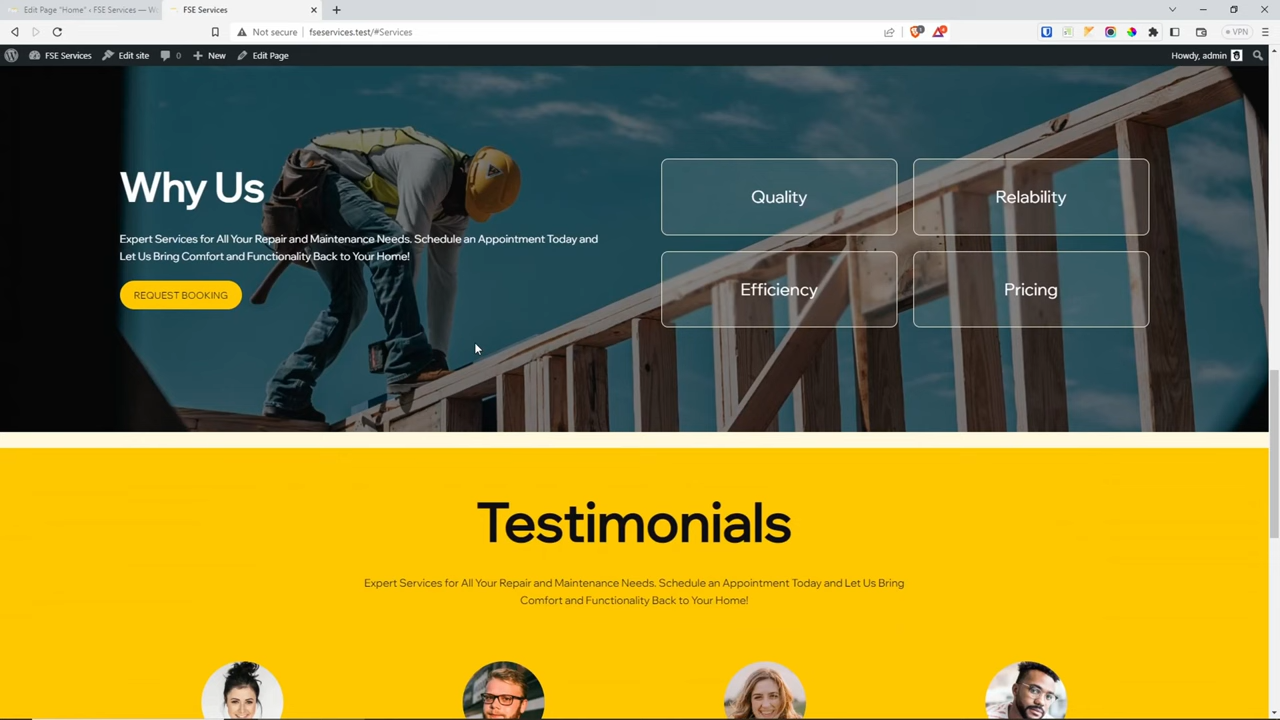 Edit Page "Home" ‹ FSE Services — W
FSE Services
Not secure
fseservices.test/#Services
VPN
FSE Services
Edit site
0
New
Edit Page
Howdy, admin
Why Us
Expert Services for All Your Repair and Maintenance Needs. Schedule an Appointment Today and
Let Us Bring Comfort and Functionality Back to Your Home!
REQUEST BOOKING
Quality
Relability
Efficiency
Pricing
Testimonials
Expert Services for All Your Repair and Maintenance Needs. Schedule an Appointment Today and Let Us Bring
Comfort and Functionality Back to Your Home!